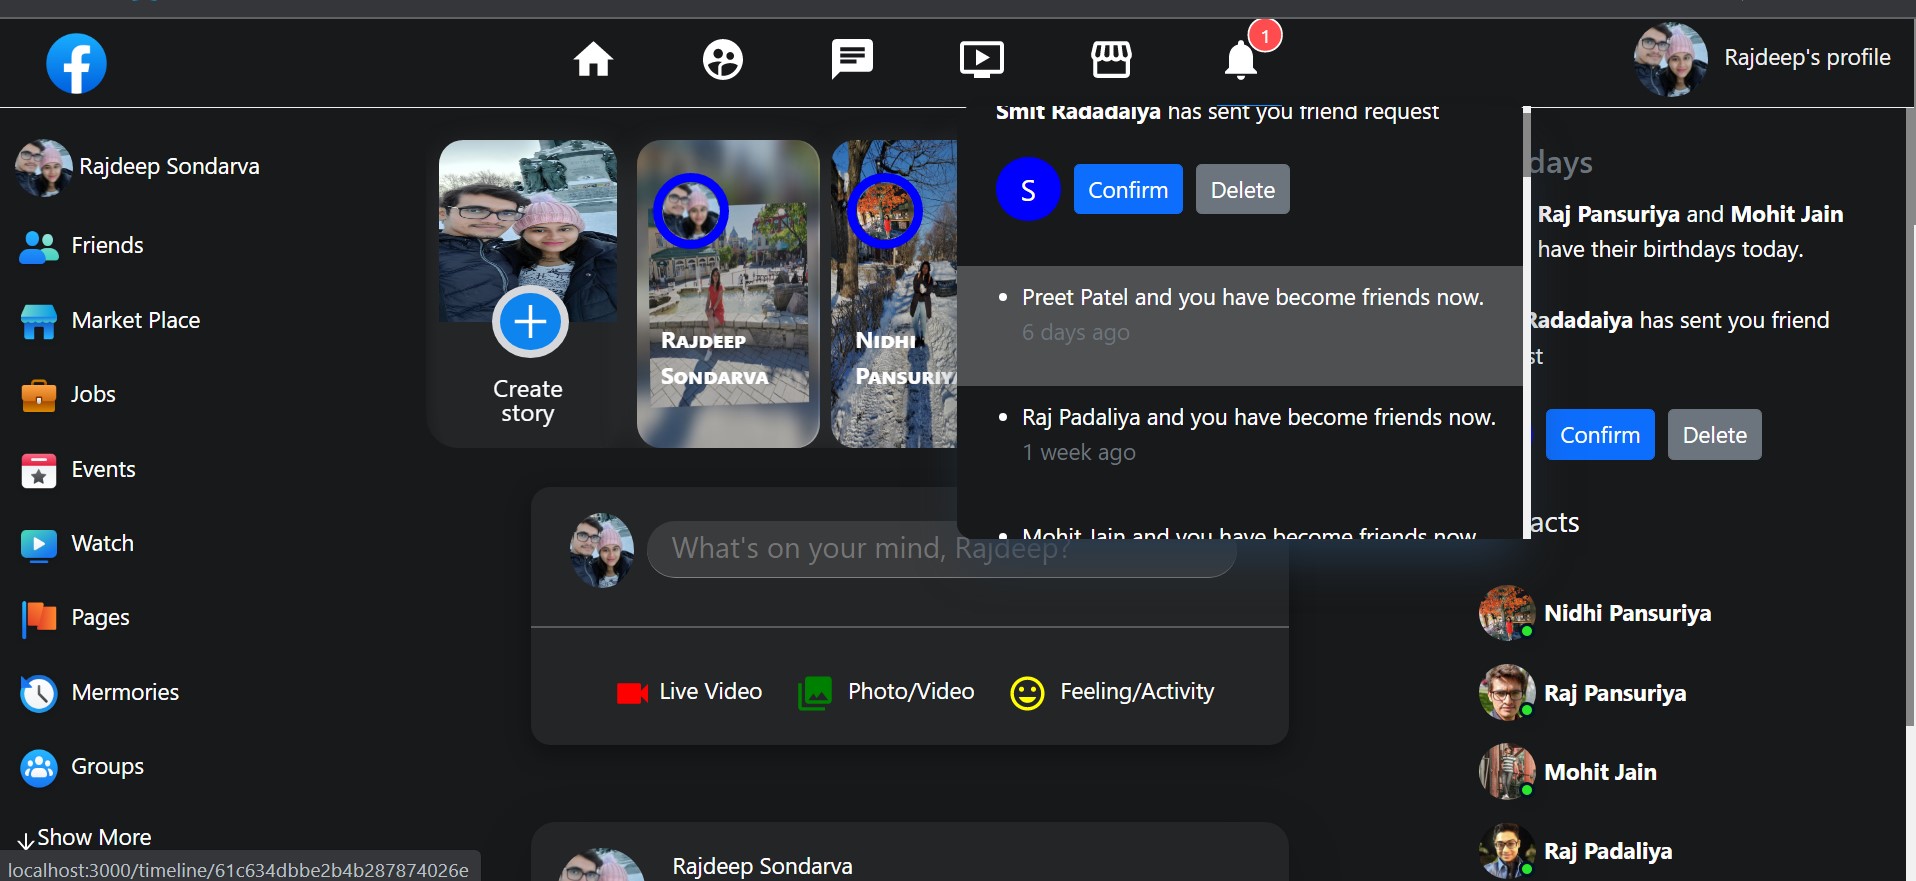 1
Rajdeep's profile
Rajdeep Sondarva
Friends
Market Place
Jobs
Events
Watch
Pages
Mermories
Groups
Show More
localhost:3000/timeline/61c634dbbe2b4b287874026e
Create
story
Rajdeep
Sondarva
Nidhi
Pansuriya
Smit Radadaiya has sent you friend request
S
Confirm
Delete
Preet Patel and you have become friends now.
6 days ago
Raj Padaliya and you have become friends now.
1 week ago
Mohit Jain and you have become friends now
What's on your mind, Rajdeep?
Live Video
Photo/Video
Feeling/Activity
Rajdeep Sondarva
days
Raj Pansuriya and Mohit Jain
have their birthdays today.
Radadaiya has sent you friend
st
Confirm
Delete
acts
Nidhi Pansuriya
Raj Pansuriya
Mohit Jain
Raj Padaliya